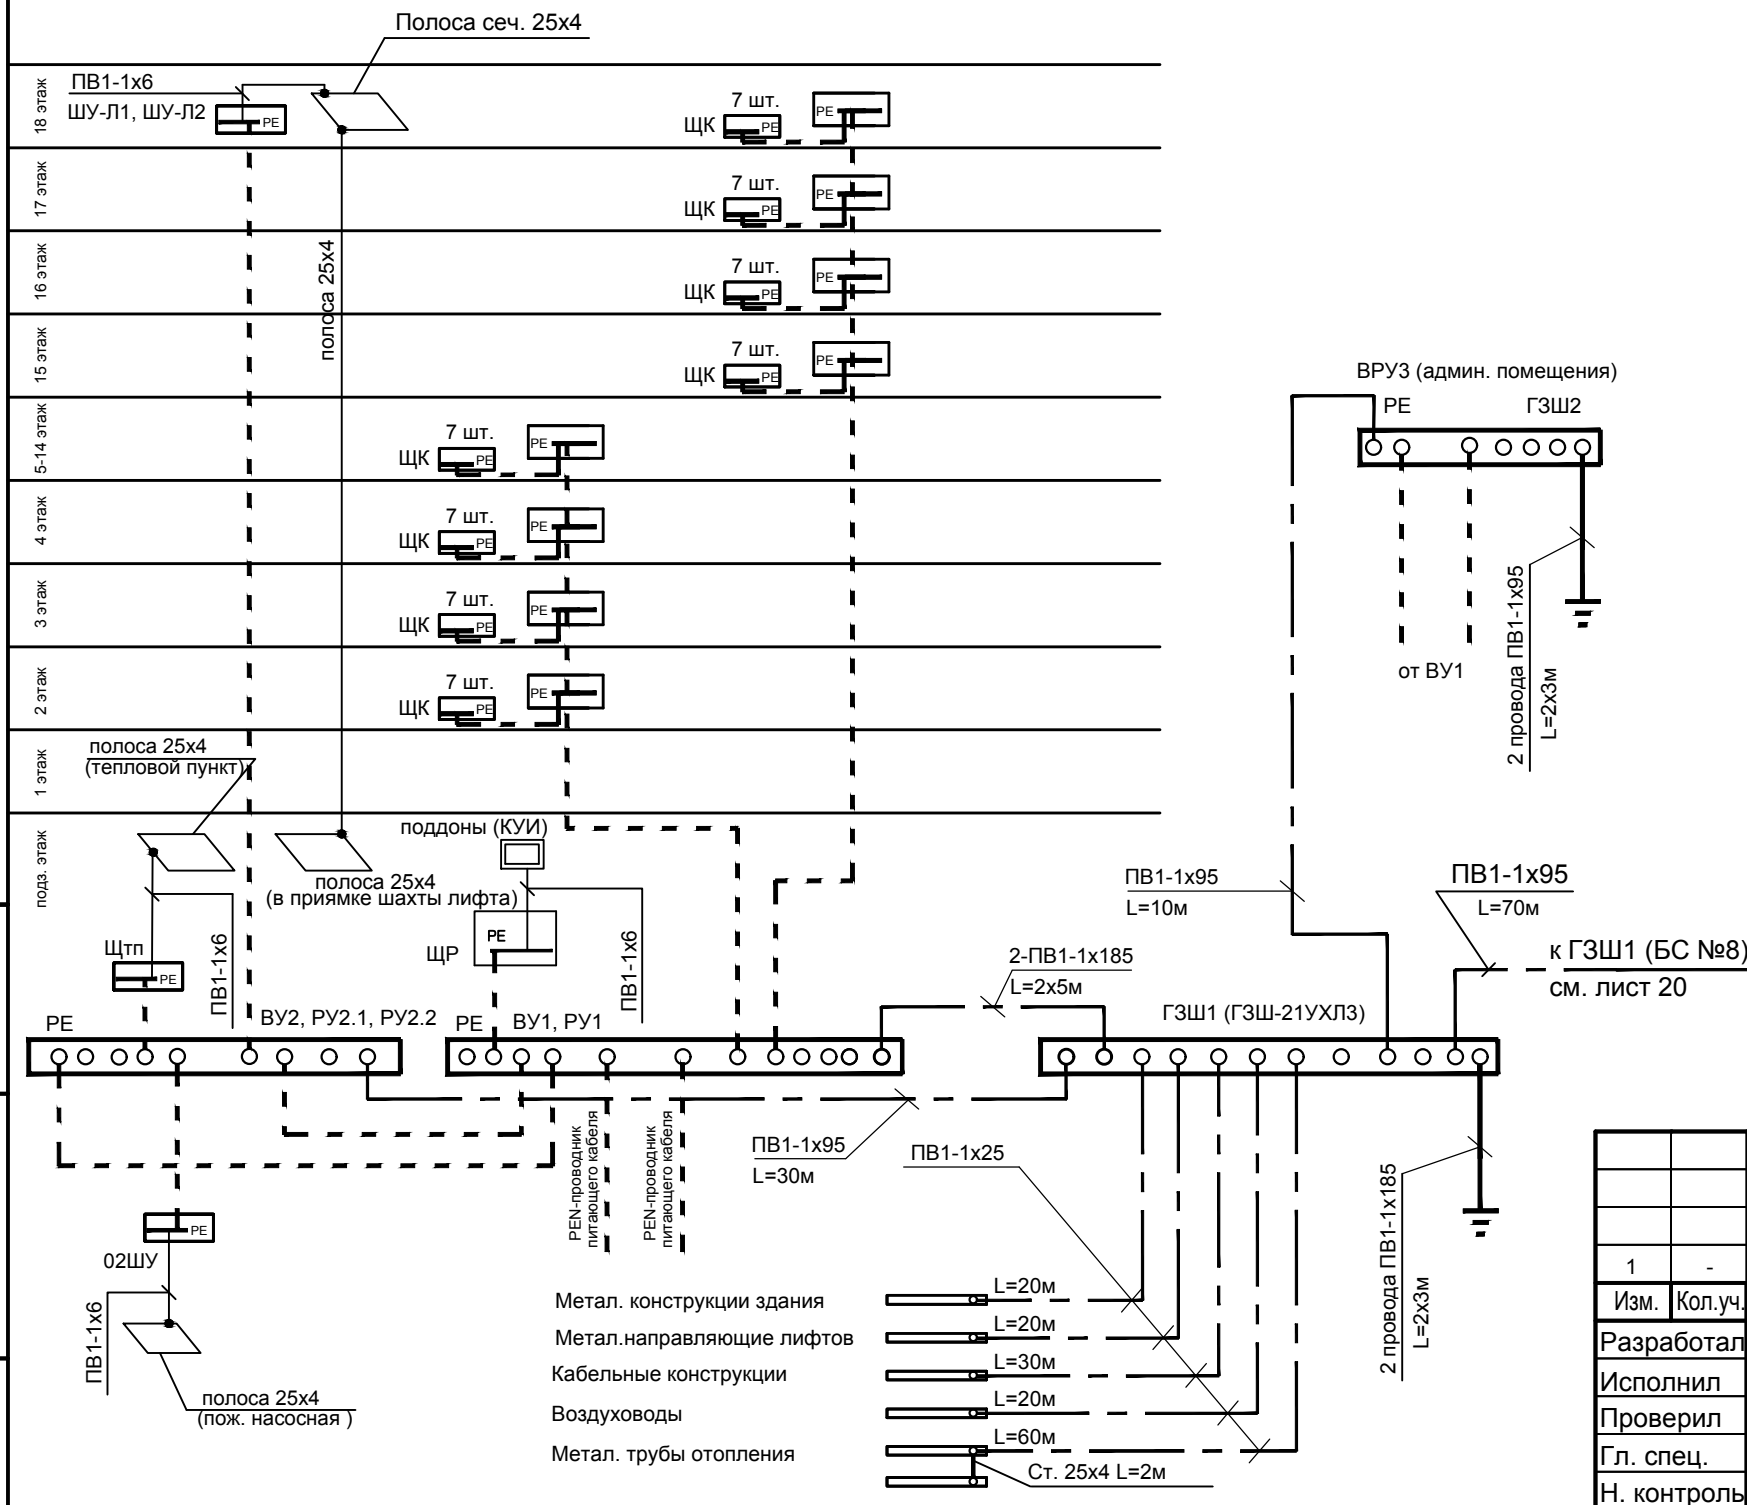 Полоса сеч. 25х4
18 этаж
ПВ1-1х6
ШУ-Л1, ШУ-Л2
PE
7 шт.
ЩК
PE
PE
17 этаж
7 шт.
ЩК
PE
PE
16 этаж
полоса 25х4
7 шт.
ЩК
PE
PE
15 этаж
7 шт.
ЩК
PE
PE
5-14 этаж
7 шт.
ЩК
PE
PE
4 этаж
7 шт.
ЩК
PE
PE
3 этаж
7 шт.
ЩК
PE
PE
2 этаж
7 шт.
ЩК
PE
PE
1 этаж
полоса 25х4
(тепловой пункт)
ВРУ3 (админ. помещения)
PE
ГЗШ2
от ВУ1
2 провода ПВ1-1х95
L=2х3м
подз. этаж
полоса 25х4
(в приямке шахты лифта)
поддоны (КУИ)
Щтп
PE
ПВ1-1х6
ЩР
PE
ПВ1-1х6
ПВ1-1х95
L=10м
ПВ1-1х95
L=70м
к ГЗШ1 (БС №8)
см. лист 20
2-ПВ1-1х185
L=2х5м
PE
ВУ2, РУ2.1, РУ2.2
PE
ВУ1, РУ1
ГЗШ1 (ГЗШ-21УХЛ3)
PEN-проводник
питающего кабеля
PEN-проводник
питающего кабеля
ПВ1-1х95
L=30м
ПВ1-1х25
2 провода ПВ1-1х185
L=2х3м
PE
02ШУ
ПВ1-1х6
полоса 25х4
(пож. насосная )
Метал. конструкции здания
L=20м
Метал.направляющие лифтов
L=20м
Кабельные конструкции
L=30м
Воздуховоды
L=20м
Метал. трубы отопления
L=60м
Ст. 25х4 L=2м
1
-
Изм.
Кол.уч.
Разработал
Исполнил
Проверил
Гл. спец.
Н. контроль